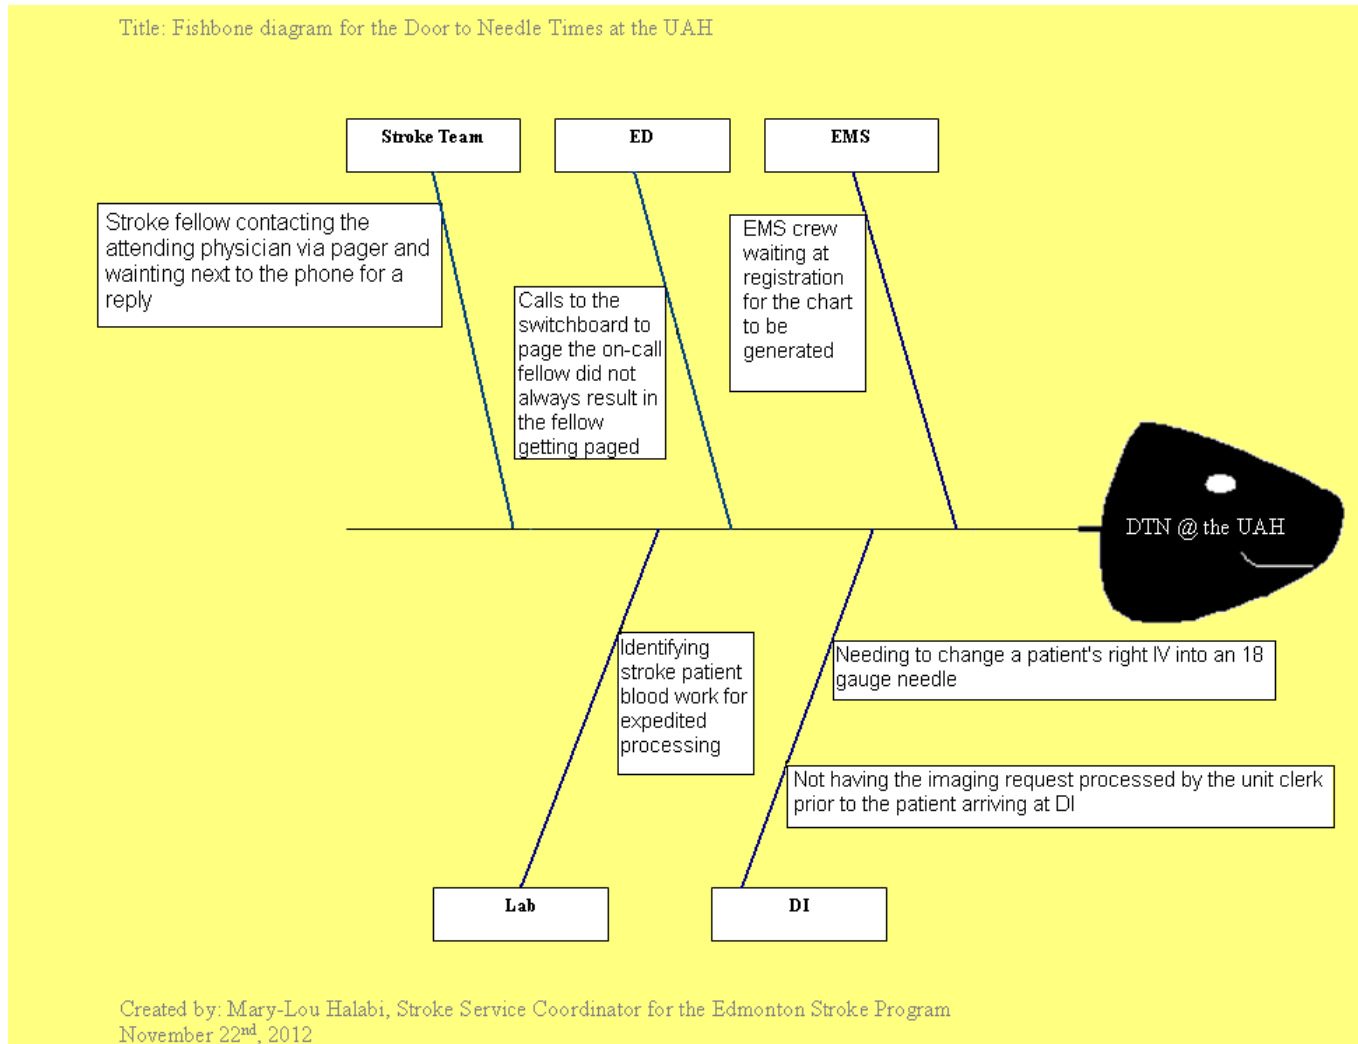 Title: Fishbone diagram for the Door to Needle Times at the UAH
Stroke Team
ED
EMS
Stroke fellow contacting the
attending physician via pager and
wainting next to the phone for a
reply
Calls to the
switchboard to
page the on-call
fellow did not
always result in
the fellow
getting paged
EMS crew
waiting at
registration
for the chart
to be
generated
DTN @ the UAH
Identifying
stroke patient
blood work for
expedited
processing
Needing to change a patient's right IV into an 18
gauge needle
Not having the imaging request processed by the unit clerk
prior to the patient arriving at DI
Lab
DI
Created by: Mary-Lou Halabi, Stroke Service Coordinator for the Edmonton Stroke Program
November 22nd, 2012